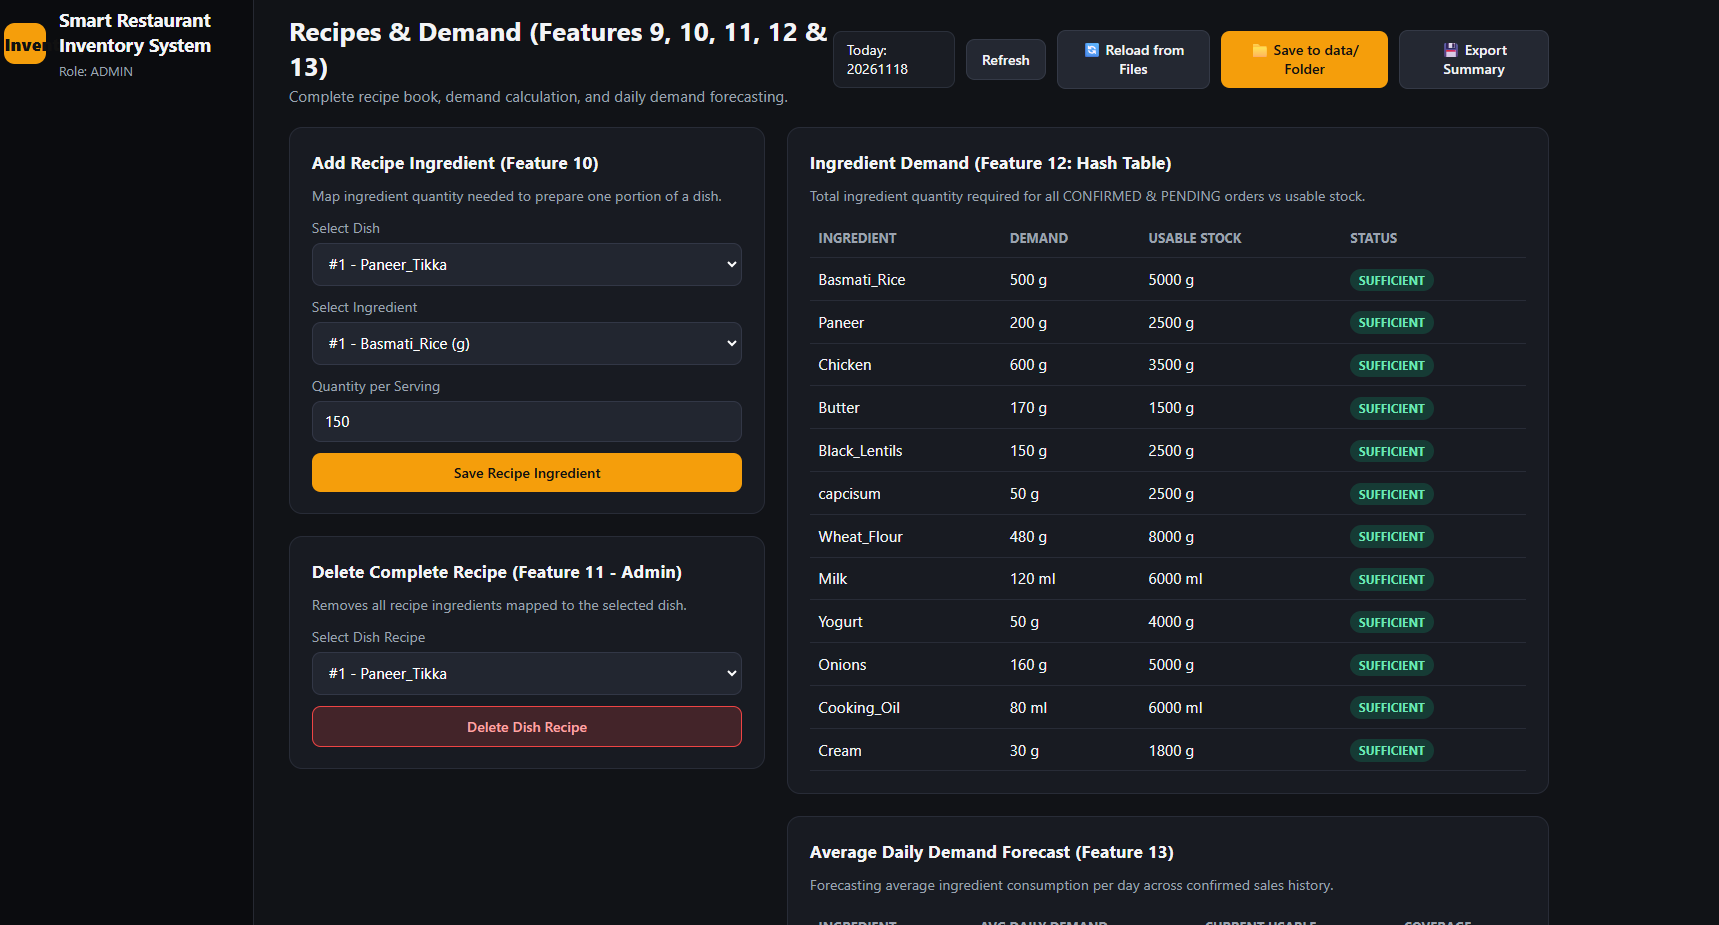 Inver
Smart Restaurant
Inventory System
Role: ADMIN
Recipes & Demand (Features 9, 10, 11, 12 &
13)
Complete recipe book, demand calculation, and daily demand forecasting.
Today:
20261118
Refresh
Reload from
Files
Save to data/
Folder
Export
Summary
Add Recipe Ingredient (Feature 10)
Map ingredient quantity needed to prepare one portion of a dish.
Select Dish
#1 - Paneer_Tikka
Select Ingredient
#1 - Basmati_Rice (g)
Quantity per Serving
150
Save Recipe Ingredient
Delete Complete Recipe (Feature 11 - Admin)
Removes all recipe ingredients mapped to the selected dish.
Select Dish Recipe
#1 - Paneer_Tikka
Delete Dish Recipe
Ingredient Demand (Feature 12: Hash Table)
Total ingredient quantity required for all CONFIRMED & PENDING orders vs usable stock.
INGREDIENT DEMAND USABLE STOCK STATUS
Basmati_Rice 500 g 5000 g SUFFICIENT
Paneer 200 g 2500 g SUFFICIENT
Chicken 600 g 3500 g SUFFICIENT
Butter 170 g 1500 g SUFFICIENT
Black_Lentils 150 g 2500 g SUFFICIENT
capcisum 50 g 2500 g SUFFICIENT
Wheat_Flour 480 g 8000 g SUFFICIENT
Milk 120 ml 6000 ml SUFFICIENT
Yogurt 50 g 4000 g SUFFICIENT
Onions 160 g 5000 g SUFFICIENT
Cooking_Oil 80 ml 6000 ml SUFFICIENT
Cream 30 g 1800 g SUFFICIENT
Average Daily Demand Forecast (Feature 13)
Forecasting average ingredient consumption per day across confirmed sales history.
INGREDIENT AVG DAILY DEMAND CURRENT USABLE COVERAGE